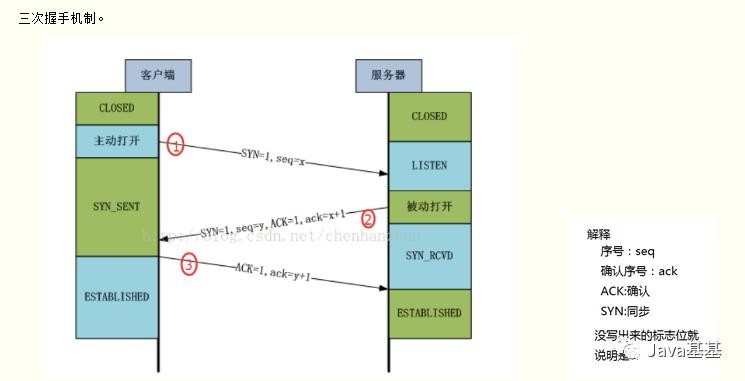 三次握手机制。
客户端
服务器
CLOSED
CLOSED
主动打开
①
SYN=1,seq=x
LISTEN
SYN_SENT
被动打开
②
SYN=1,seq=y,ACK=1,ack=x+1
http://blog.csdn.net/chenhan
SYN_RCVD
③
ACK=1,ack=y+1
ESTABLISHED
ESTABLISHED
解释
序号：seq
确认序号：ack
ACK:确认
SYN:同步
没写出来的标志位就
说明是
Java基基